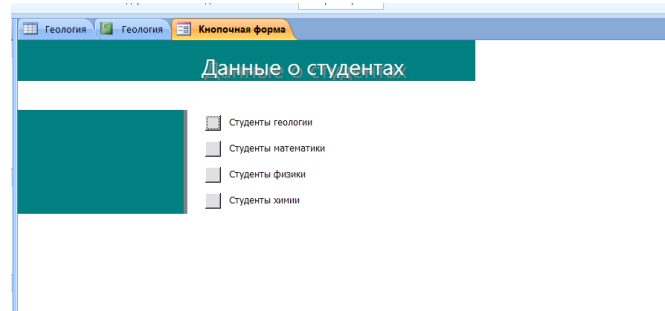 Геология Геология Кнопочная форма
Данные о студентах
Студенты геологии
Студенты математики
Студенты физики
Студенты химии